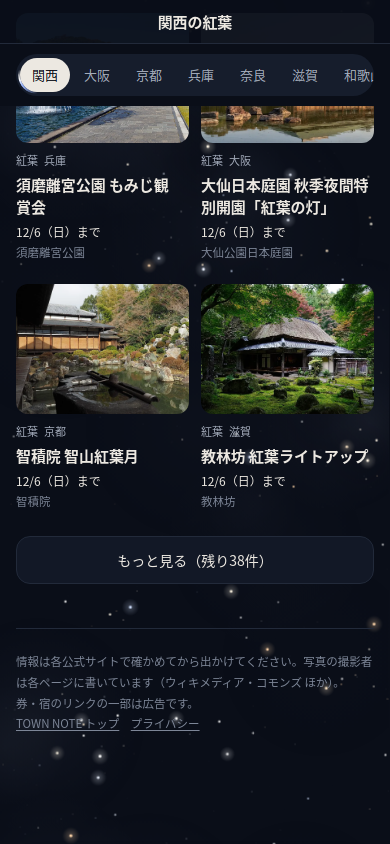 関西の紅葉
関西 大阪 京都 兵庫 奈良 滋賀
紅葉 兵庫
須磨離宮公園 もみじ観
賞会
12/6（日）まで
須磨離宮公園
紅葉 大阪
大仙日本庭園 秋季夜間特
別開園「紅葉の灯」
12/6（日）まで
大仙公園日本庭園
紅葉 京都
智積院 智山紅葉月
12/6（日）まで
智積院
紅葉 滋賀
教林坊 紅葉ライトアップ
12/6（日）まで
教林坊
もっと見る（残り38件）
情報は各公式サイトで確かめてから出かけてください。写真の撮影者
は各ページに書いています（ウィキメディア・コモンズ ほか）。
券・宿のリンクの一部は広告です。
TOWN NOTEトップ プライバシー